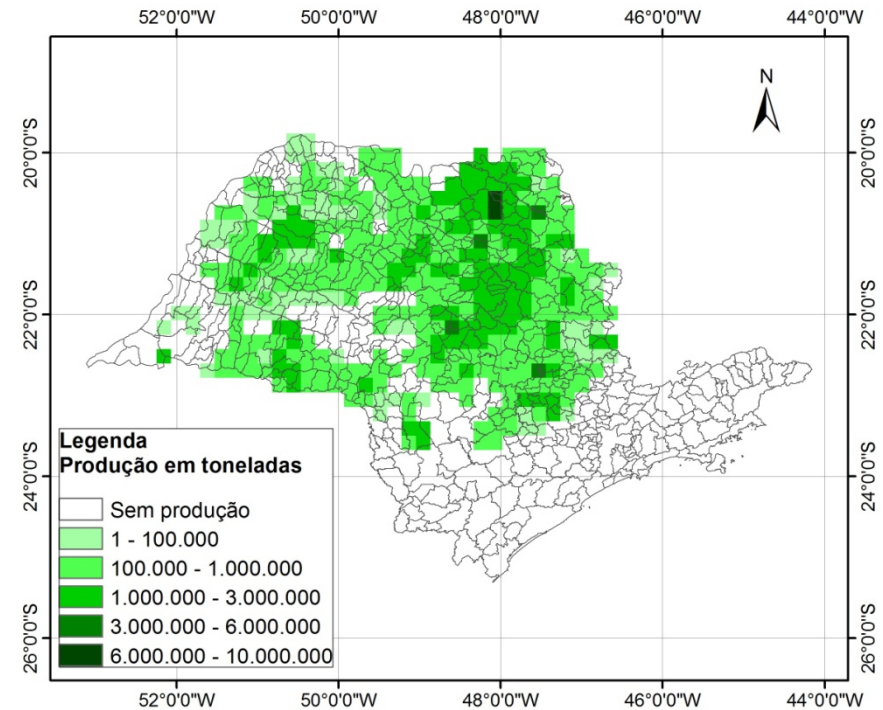 52°0'0"W 50°0'0"W 48°0'0"W 46°0'0"W 44°0'0"W
N
20°0'0"S 20°0'0"S
22°0'0"S 22°0'0"S
24°0'0"S 24°0'0"S
26°0'0"S 26°0'0"S
Legenda
Produção em toneladas
Sem produção
1 - 100.000
100.000 - 1.000.000
1.000.000 - 3.000.000
3.000.000 - 6.000.000
6.000.000 - 10.000.000
52°0'0"W 50°0'0"W 48°0'0"W 46°0'0"W 44°0'0"W